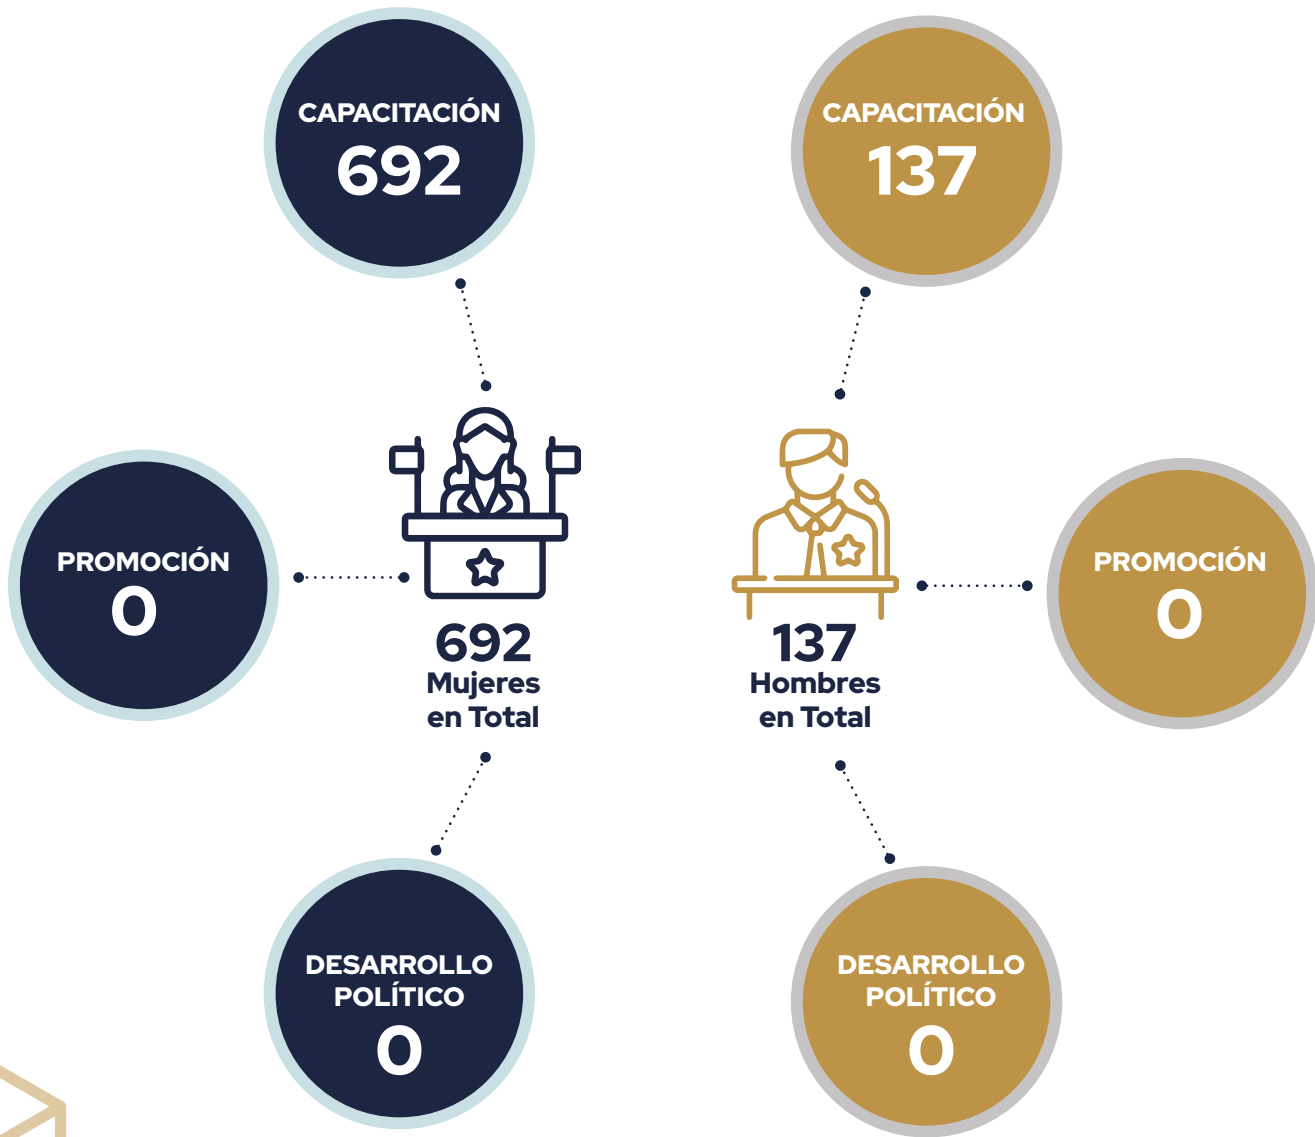 CAPACITACIÓN
692
PROMOCIÓN
0
692
Mujeres
en Total
DESARROLLO
POLÍTICO
0
CAPACITACIÓN
137
137
Hombres
en Total
PROMOCIÓN
0
DESARROLLO
POLÍTICO
0